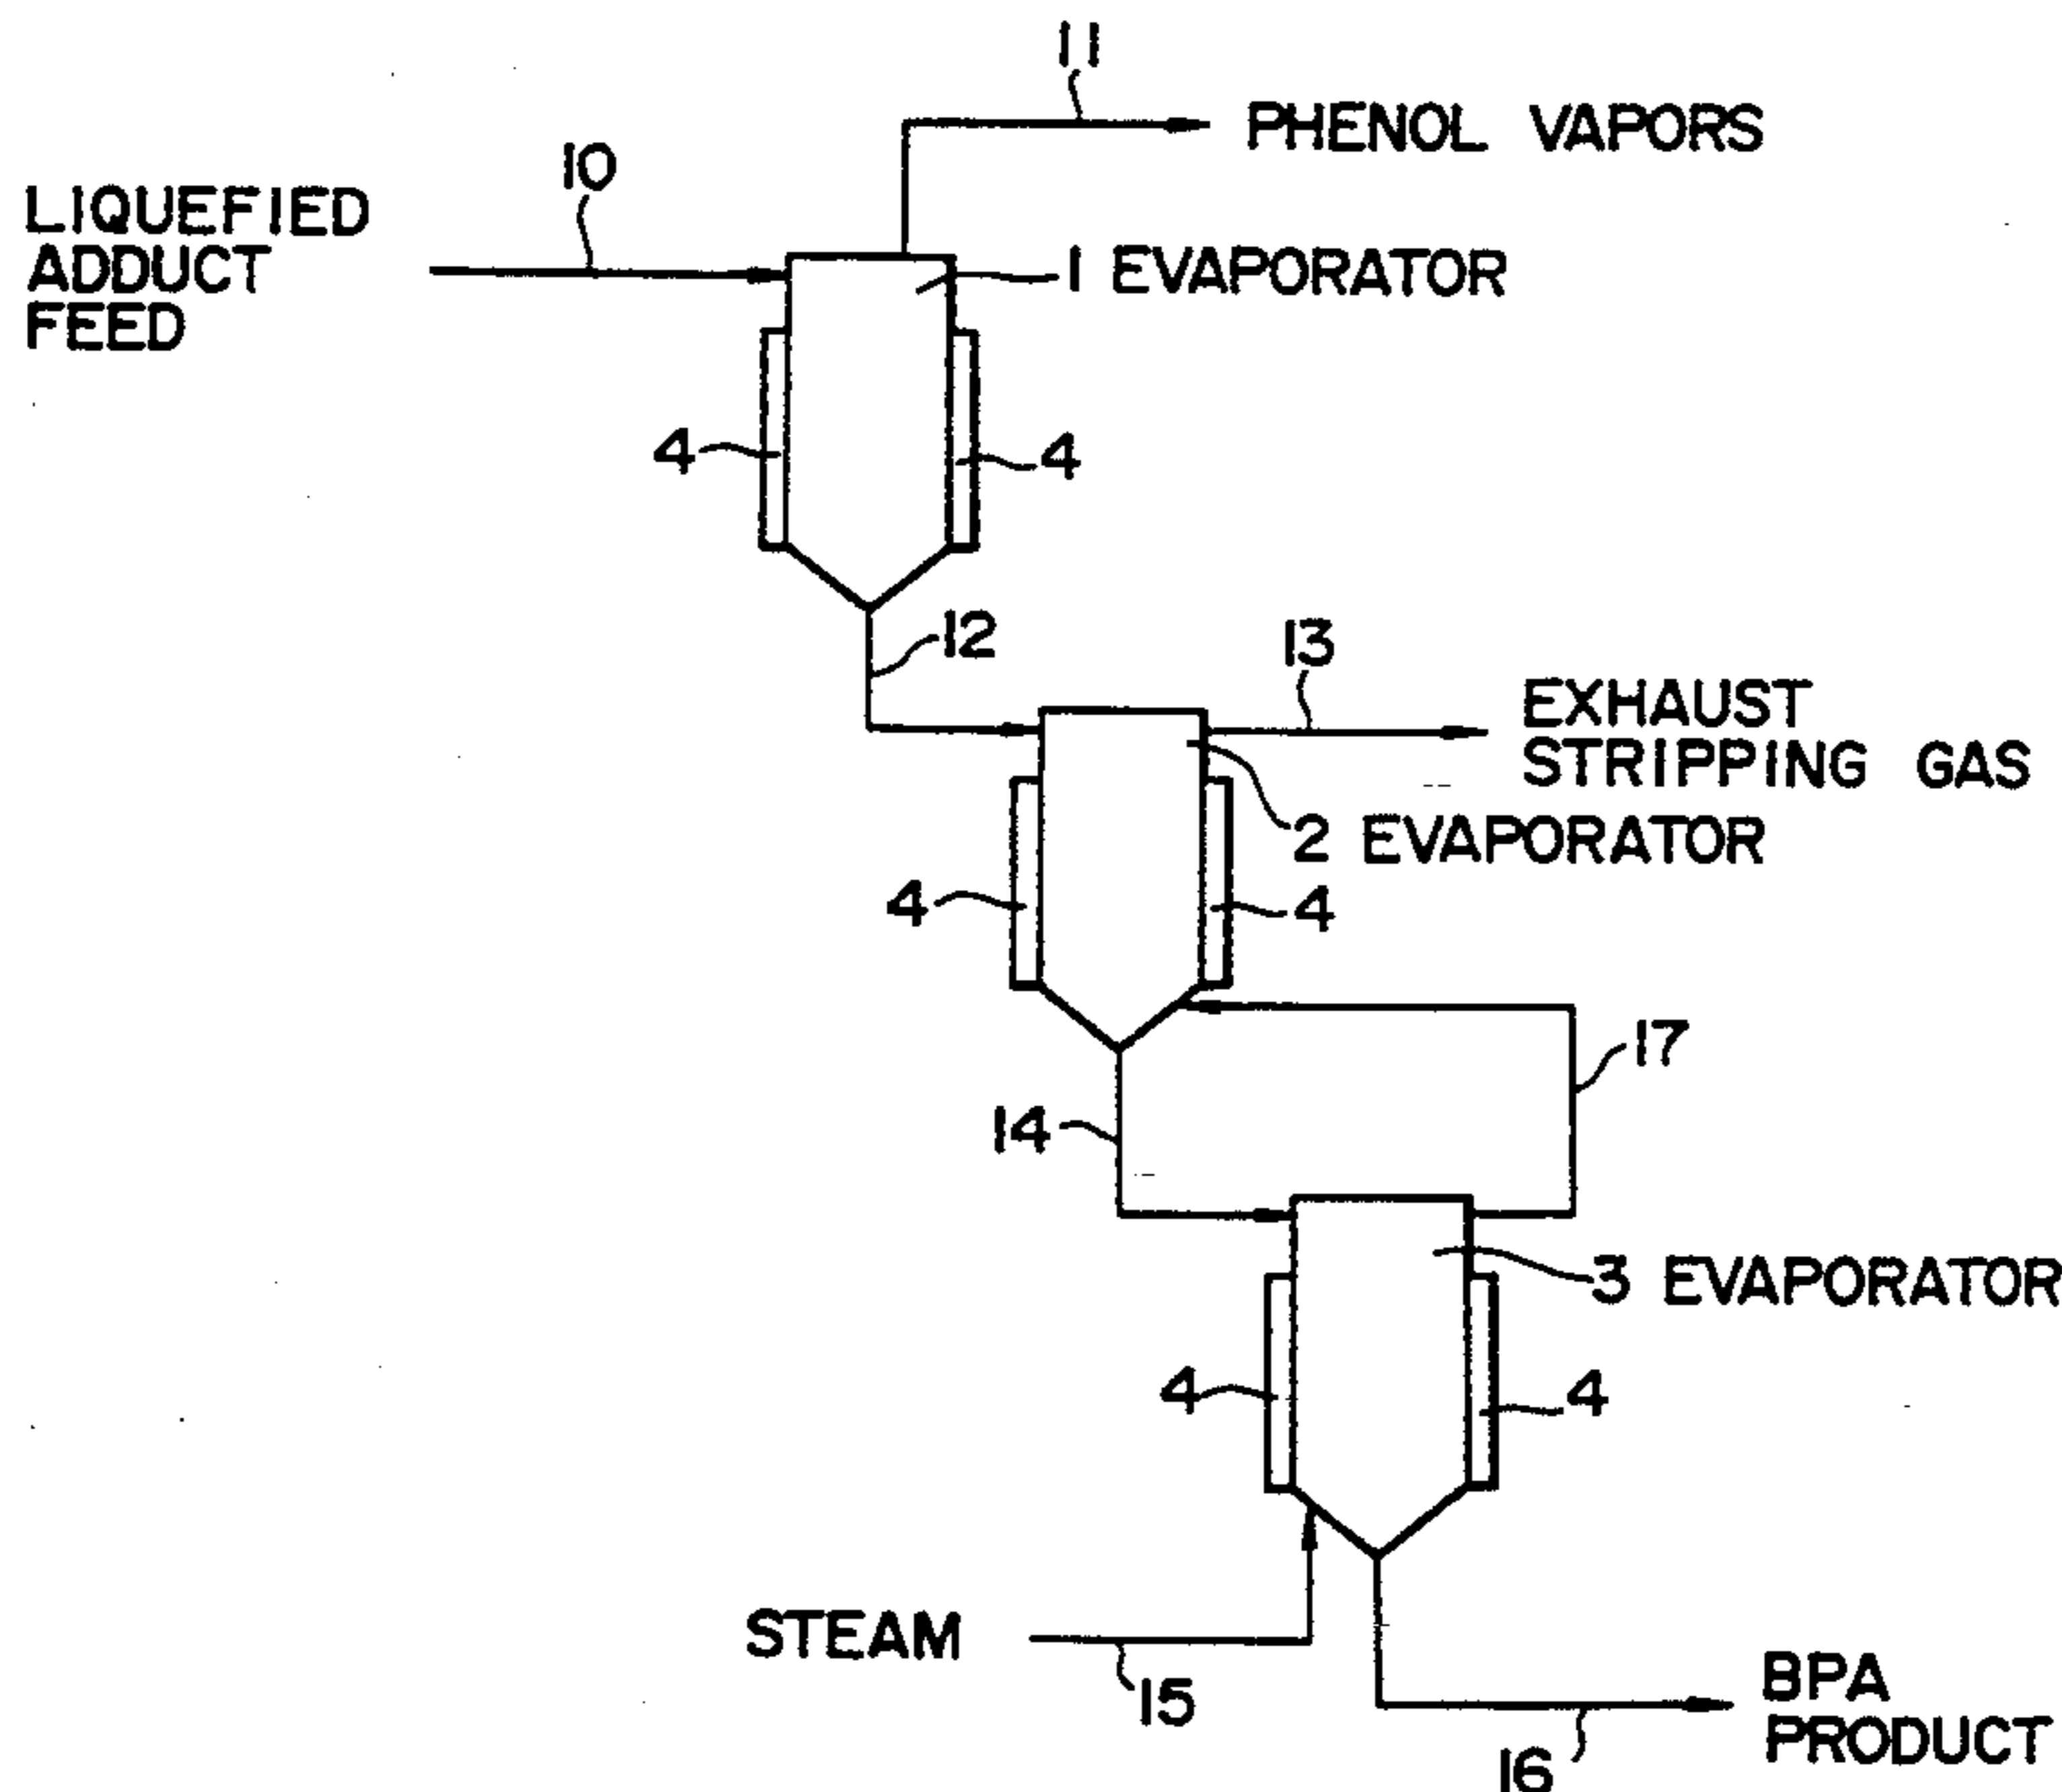 11
PHENOL VAPORS
10
LIQUEFIED
ADDUCT
FEED
1 EVAPORATOR
4
4
12
13
EXHAUST
STRIPPING GAS
2 EVAPORATOR
4
4
17
14
3 EVAPORATOR
4
4
STEAM
15
BPA
PRODUCT
16